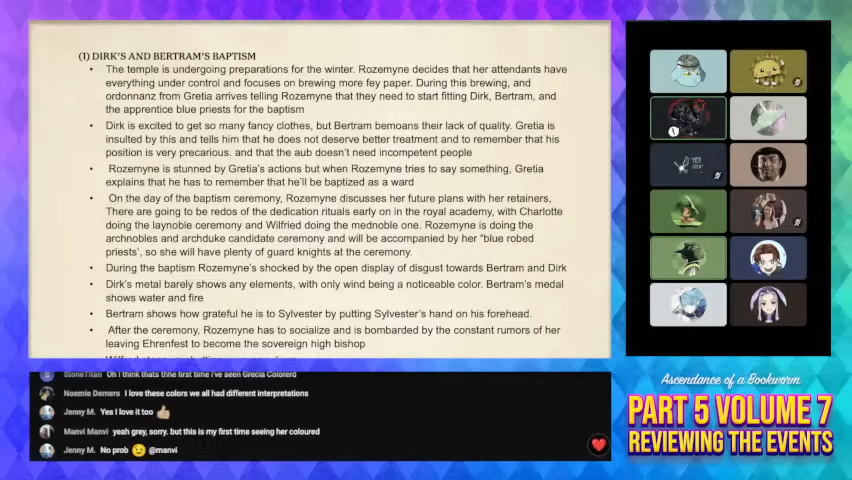 (I) DIRK'S AND BERTRAM'S BAPTISM
• The temple is undergoing preparations for the winter. Rozemyne decides that her attendants have
everything under control and focuses on brewing more fey paper. During this brewing, and
ordonnanz from Gretia arrives telling Rozemyne that they need to start fitting Dirk, Bertram, and
the apprentice blue priests for the baptism
• Dirk is excited to get so many fancy clothes, but Bertram bemoans their lack of quality. Gretia is
insulted by this and tells him that he does not deserve better treatment and to remember that his
position is very precarious. and that the aub doesn't need incompetent people
• Rozemyne is stunned by Gretia's actions but when Rozemyne tries to say something, Gretia
explains that he has to remember that he'll be baptized as a ward
• On the day of the baptism ceremony, Rozemyne discusses her future plans with her retainers,
There are going to be redos of the dedication rituals early on in the royal academy, with Charlotte
doing the laynoble ceremony and Wilfried doing the mednoble one. Rozemyne is doing the
archnobles and archduke candidate ceremony and will be accompanied by her "blue robed
priests', so she will have plenty of guard knights at the ceremony.
• During the baptism Rozemyne's shocked by the open display of disgust towards Bertram and Dirk
• Dirk's metal barely shows any elements, with only wind being a noticeable color. Bertram's medal
shows water and fire
• Bertram shows how grateful he is to Sylvester by putting Sylvester's hand on his forehead.
• After the ceremony, Rozemyne has to socialize and is bombarded by the constant rumors of her
leaving Ehrenfest to become the sovereign high bishop
StoneTitan Oh I think thats thne first time I've seen Grecia Colorerd
Noemie Demers I love these colors we all had different interpretations
Jenny M. Yes I love it too 👍
Manvi Manvi yeah grey, sorry. but this is my first time seeing her coloured
Jenny M. No prob 😉 @manvi
Ascendance of a Bookworm
PART 5 VOLUME 7
REVIEWING THE EVENTS